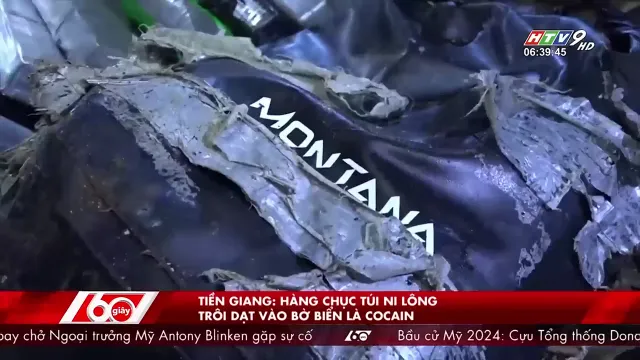 HTV9 HD
06:39:45
MONTANA
60 giây
TIỀN GIANG: HÀNG CHỤC TÚI NI LÔNG
TRÔI DẠT VÀO BỜ BIỂN LÀ COCAIN
bay chở Ngoại trưởng Mỹ Antony Blinken gặp sự cố
Bầu cử Mỹ 2024: Cựu Tổng thống Dona